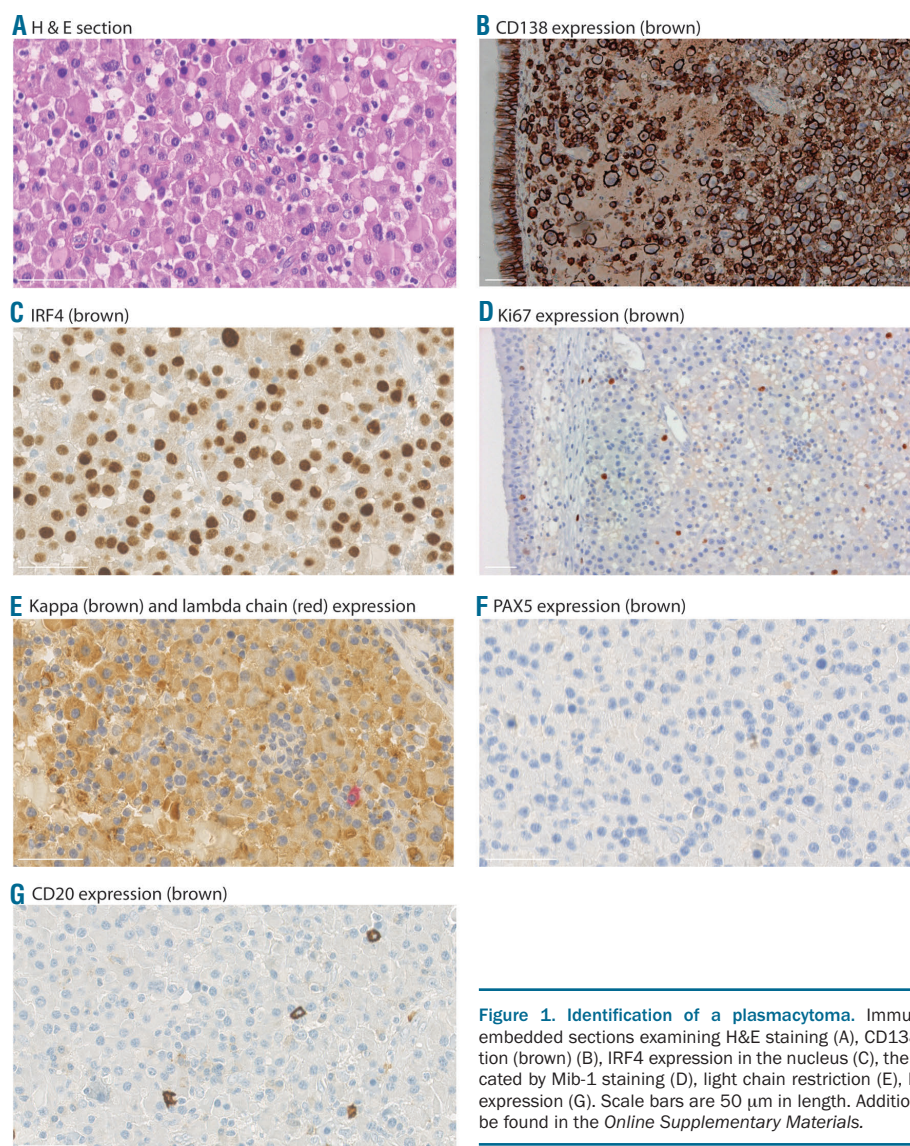 A H & E section
B CD138 expression (brown)
C IRF4 (brown)
D Ki67 expression (brown)
E Kappa (brown) and lambda chain (red) expression
F PAX5 expression (brown)
G CD20 expression (brown)
Figure 1. Identification of a plasmacytoma. Immu
embedded sections examining H&E staining (A), CD13
tion (brown) (B), IRF4 expression in the nucleus (C), the
cated by Mib-1 staining (D), light chain restriction (E),
expression (G). Scale bars are 50 μm in length. Additio
be found in the Online Supplementary Materials.